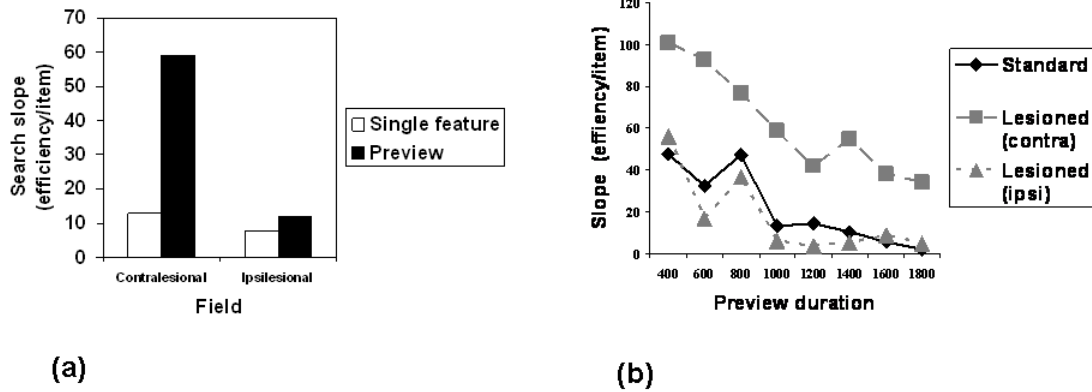 70
60
50
40
30
20
10
0
Search slope
(efficiency/item)
Contralesional Ipsilesional
Field
Single feature
Preview
(a)
120
100
80
60
40
20
0
Slope (effiency/item)
400 600 800 1000 1200 1400 1600 1800
Preview duration
Standard
Lesioned
(contra)
Lesioned
(ipsi)
(b)